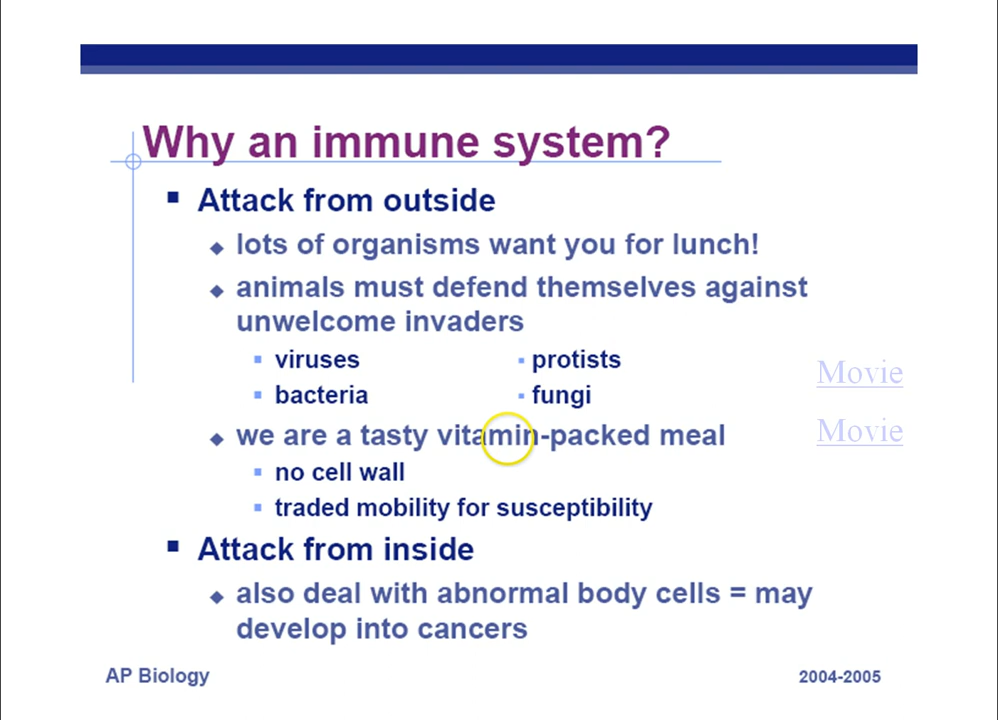 Why an immune system?
Attack from outside
lots of organisms want you for lunch!
animals must defend themselves against
unwelcome invaders
viruses
protists
bacteria
fungi
we are a tasty vitamin-packed meal
no cell wall
traded mobility for susceptibility
Movie
Movie
Attack from inside
also deal with abnormal body cells = may
develop into cancers
AP Biology
2004-2005